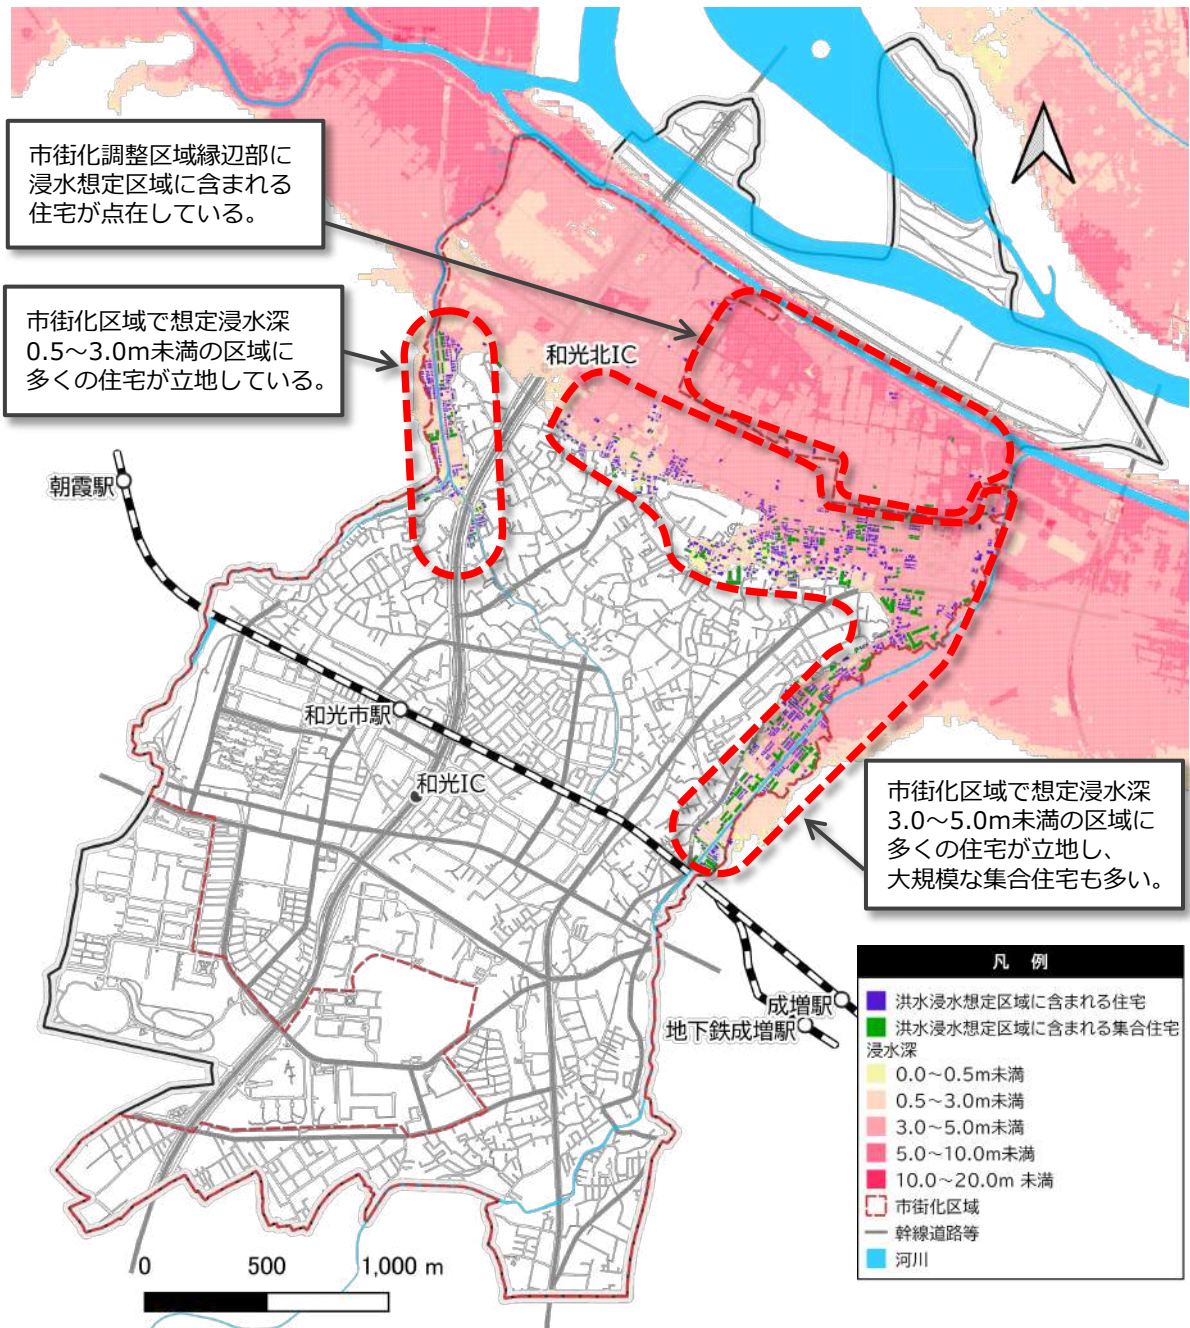 市街化調整区域縁辺部に
浸水想定区域に含まれる
住宅が点在している。
市街化区域で想定浸水深
0.5～3.0m未満の区域に
多くの住宅が立地している。
和光北IC
朝霞駅
和光市駅
和光IC
市街化区域で想定浸水深
3.0～5.0m未満の区域に
多くの住宅が立地し、
大規模な集合住宅も多い。
成増駅
地下鉄成増駅
凡 例
洪水浸水想定区域に含まれる住宅
洪水浸水想定区域に含まれる集合住宅
浸水深
0.0～0.5m未満
0.5～3.0m未満
3.0～5.0m未満
5.0～10.0m未満
10.0～20.0m 未満
市街化区域
幹線道路等
河川
0 500 1,000 m